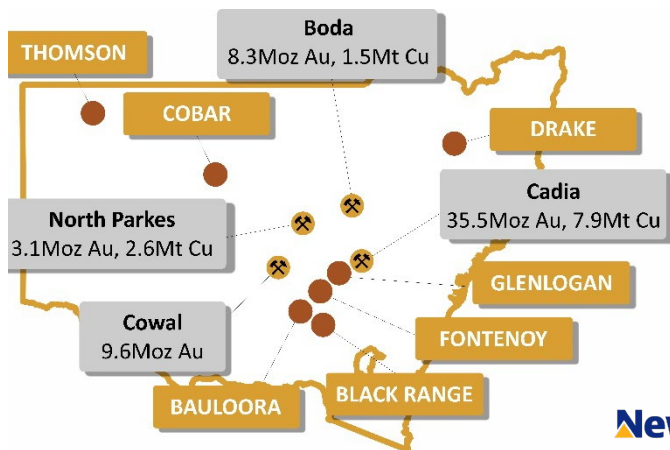 Boda
8.3Moz Au, 1.5Mt Cu
THOMSON
COBAR
DRAKE
North Parkes
3.1Moz Au, 2.6Mt Cu
Cadia
35.5Moz Au, 7.9Mt Cu
GLENLOGAN
Cowal
9.6Moz Au
FONTENOY
BAULOORA
BLACK RANGE
New